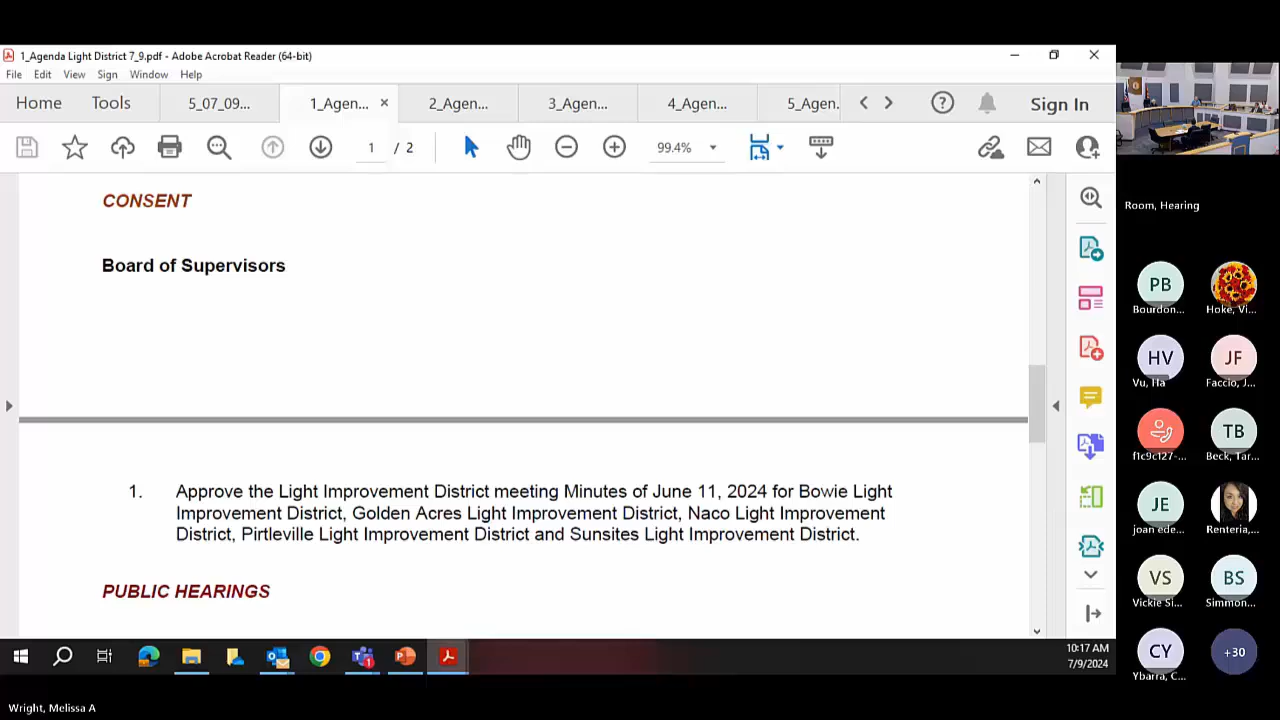 1_Agenda Light District 7_9.pdf - Adobe Acrobat Reader (64-bit)
File Edit View Sign Window Help
Home Tools 5_07_09... 1_Agen... 2_Agen... 3_Agen... 4_Agen... 5_Agen. Sign In
1 / 2 99.4%
CONSENT
Board of Supervisors
1. Approve the Light Improvement District meeting Minutes of June 11, 2024 for Bowie Light
Improvement District, Golden Acres Light Improvement District, Naco Light Improvement
District, Pirtleville Light Improvement District and Sunsites Light Improvement District.
PUBLIC HEARINGS
10:17 AM
7/9/2024
Wright, Melissa A
Room, Hearing
PB
Bourdon... Hoke, Vi...
HV JF
Vu, Ha Faccio, J...
TB
f1c9c127-... Beck, Tar...
JE
joan ede... Renteria,...
VS BS
Vickie Si... Simmon...
CY +30
Ybarra, C...